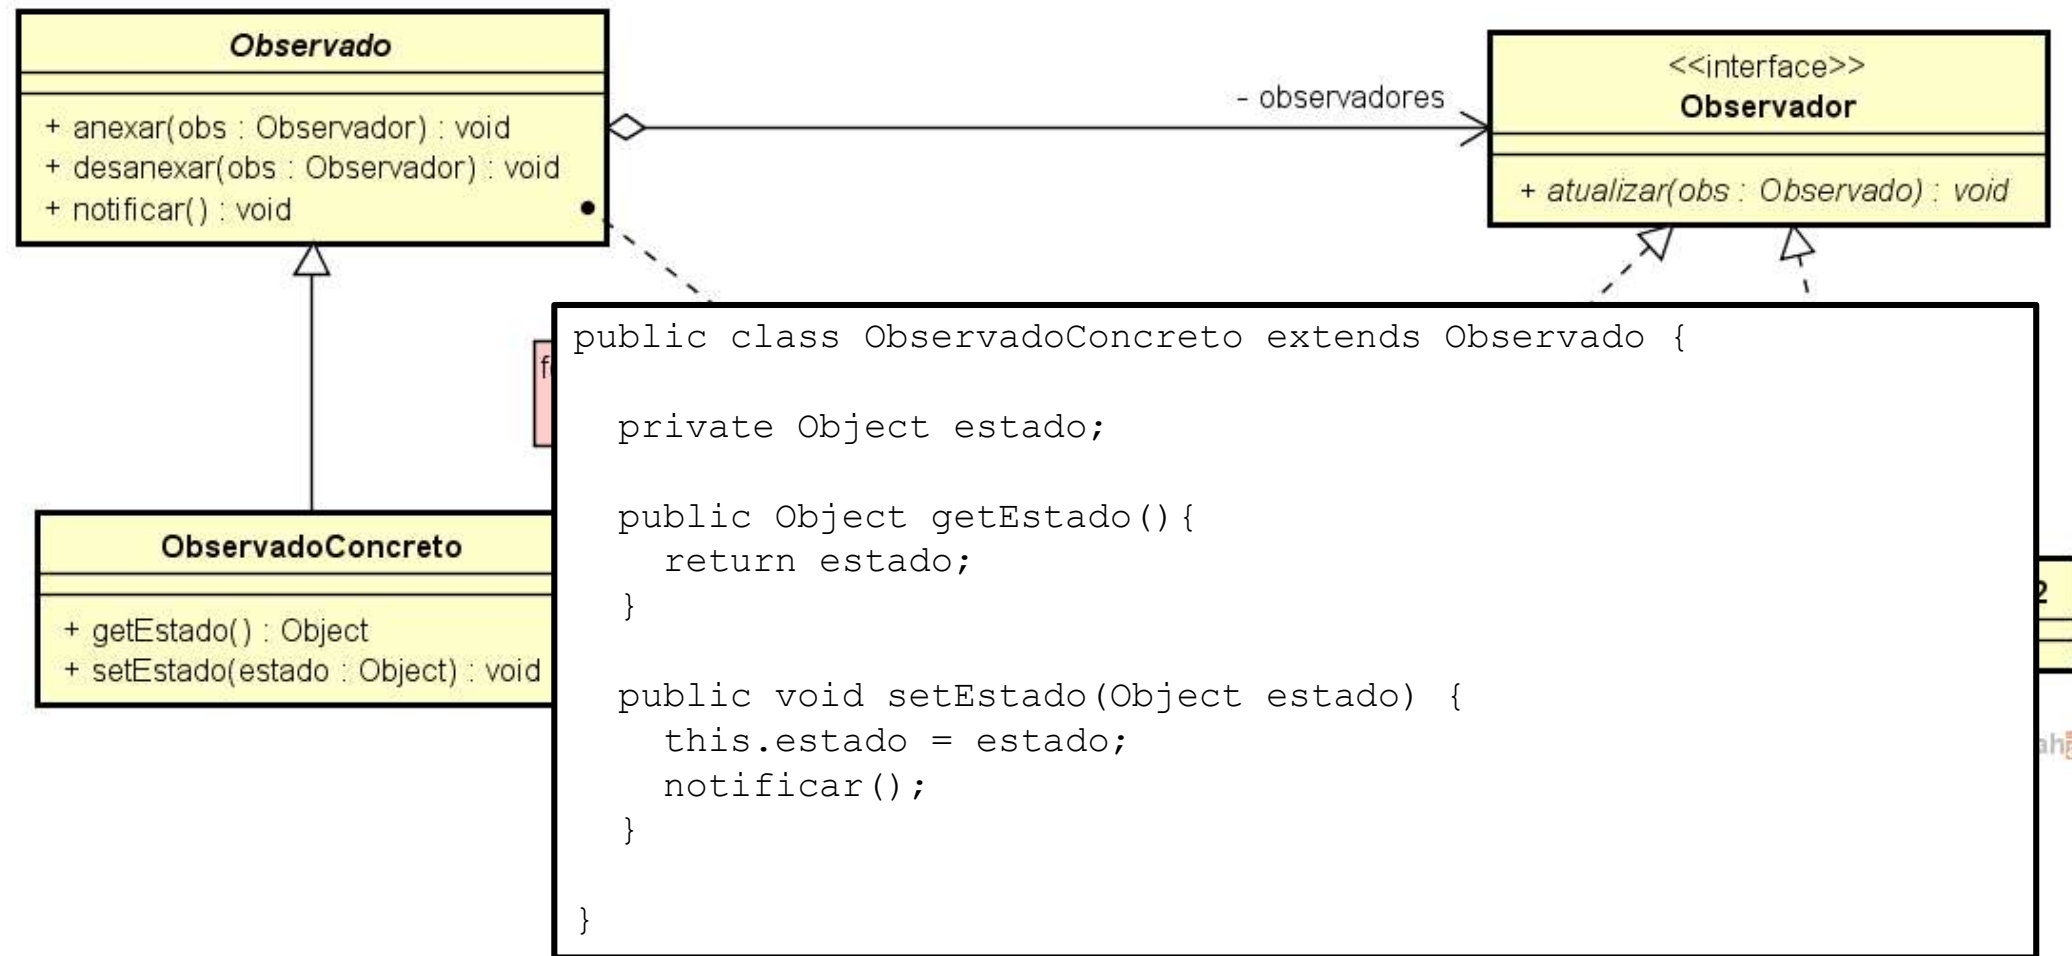 Observado
+ anexar(obs : Observador) : void
+ desanexar(obs : Observador) : void
+ notificar() : void
- observadores
<<interface>>
Observador
+ atualizar(obs : Observado) : void
public class ObservadoConcreto extends Observado {
private Object estado;
public Object getEstado(){
return estado;
}
public void setEstado(Object estado) {
this.estado = estado;
notificar();
}
}
ObservadoConcreto
+ getEstado() : Object
+ setEstado(estado : Object) : void
2